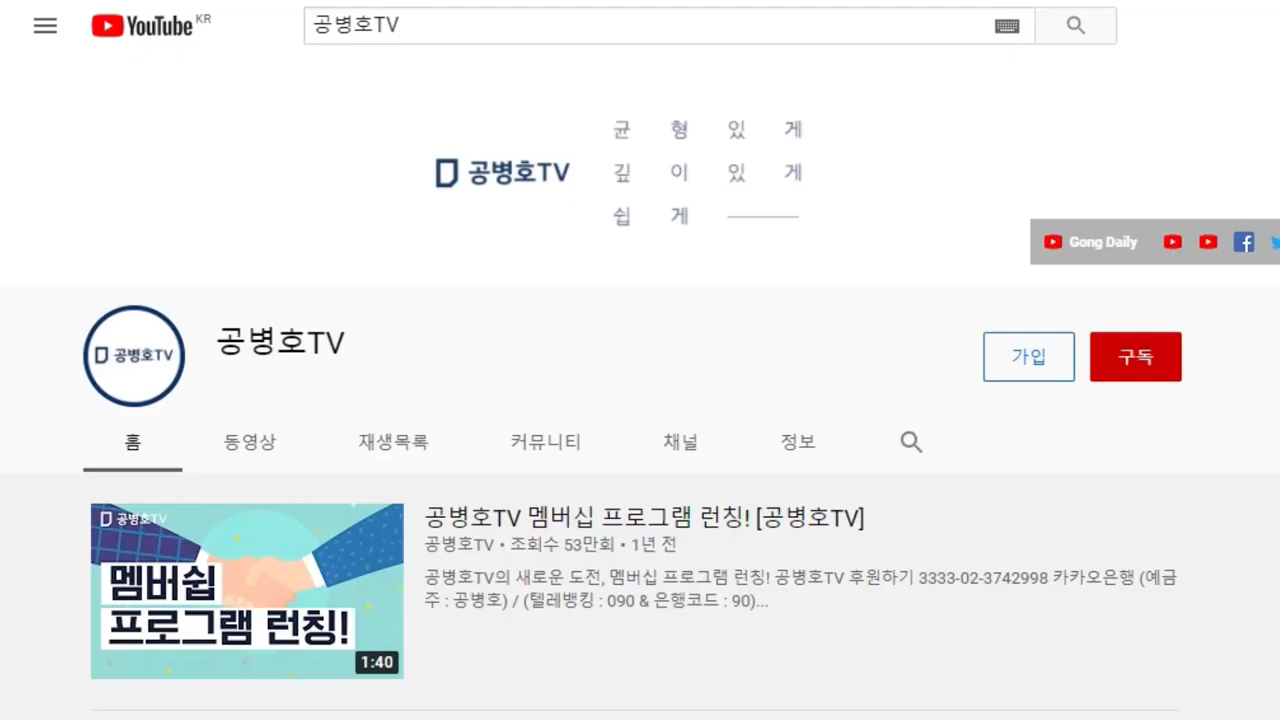 YouTube KR
공병호TV
균 형 있 게
공병호TV
깊 이 있 게
쉽 게
Gong Daily
공병호TV
공병호TV
가입
구독
홈
동영상
재생목록
커뮤니티
채널
정보
공병호TV
멤버쉽
프로그램 런칭!
1:40
공병호TV 멤버십 프로그램 런칭! [공병호TV]
공병호TV • 조회수 53만회 • 1년 전
공병호TV의 새로운 도전, 멤버십 프로그램 런칭! 공병호TV 후원하기 3333-02-3742998 카카오은행 (예금
주 : 공병호) / (텔레뱅킹 : 090 & 은행코드 : 90)...